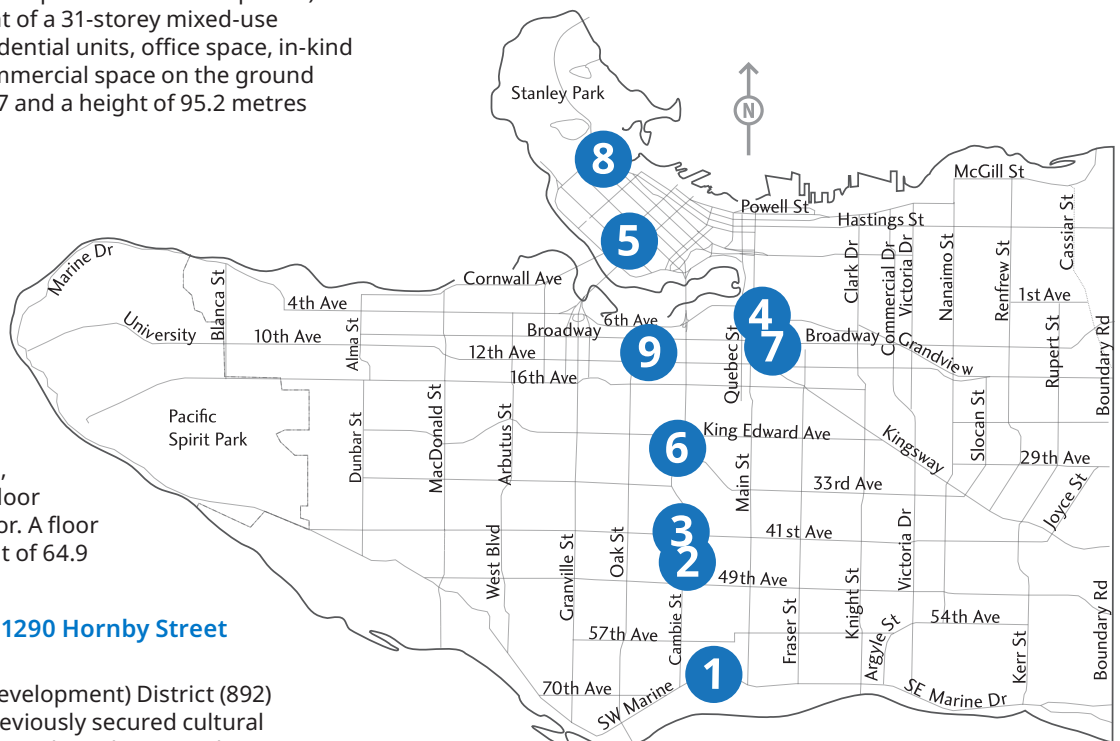 t of a 31-storey mixed-use
dential units, office space, in-kind
mmercial space on the ground
7 and a height of 95.2 metres
,
loor
or. A floor
t of 64.9
1290 Hornby Street
evelopment) District (892)
eviously secured cultural
Stanley Park
N
8
McGill St
Powell St
Hastings St
Cassiar St
5
Marine Dr
Clark Dr
Commercial Dr
Victoria Dr
Nanaimo St
Renfrew St
Cornwall Ave
Blanca St
4th Ave
1st Ave
4
6th Ave
University
10th Ave
Alma St
Broadway
Quebec St
7
Broadway
Grandview
Rupert St
Boundary Rd
12th Ave
9
16th Ave
Pacific
Spirit Park
Dunbar St
MacDonald St
Arbutus St
6
King Edward Ave
Kingsway
Slocan St
29th Ave
Main St
33rd Ave
Joyce St
3
41st Ave
West Blvd
Granville St
Oak St
2
49th Ave
Victoria Dr
57th Ave
Cambie St
Fraser St
Knight St
Argyle St
54th Ave
Kerr St
Boundary Rd
1
70th Ave
SW Marine
SE Marine Dr